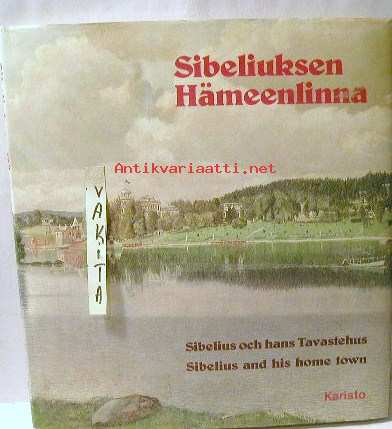 Sibeliuksen
Hämeenlinna
Antikvariaatti.net
VAKITA
Sibelius och hans Tavastehus
Sibelius and his home town
Karisto